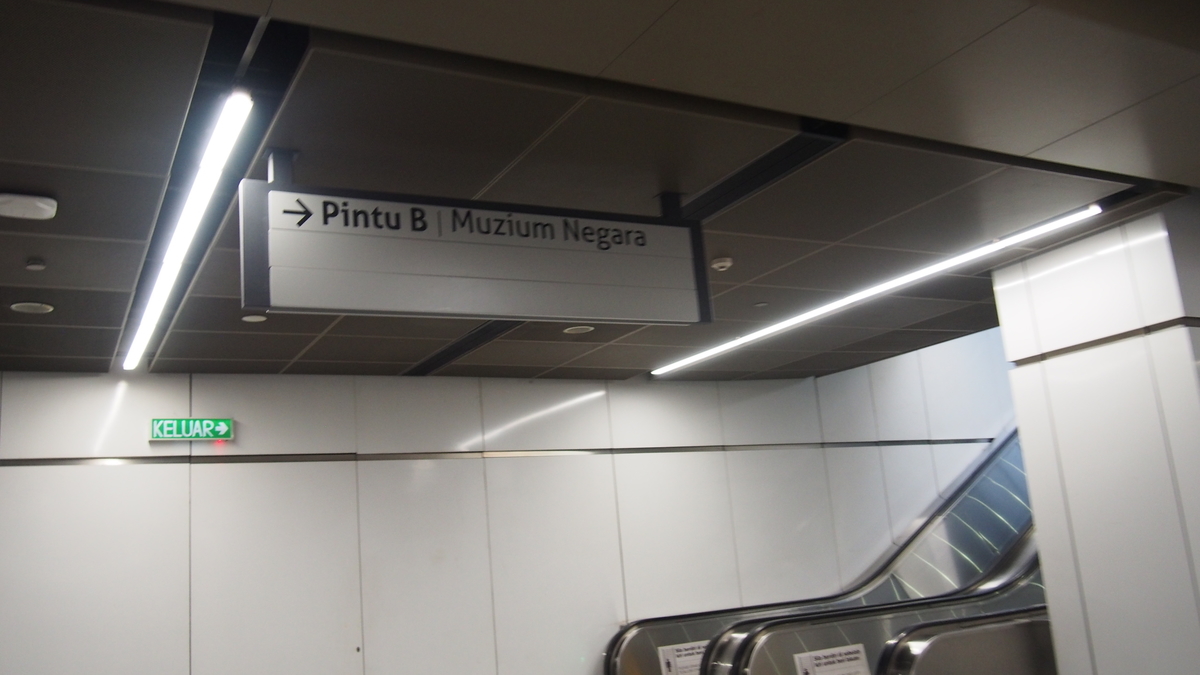 → Pintu B | Muzium Negara
KELUAR →